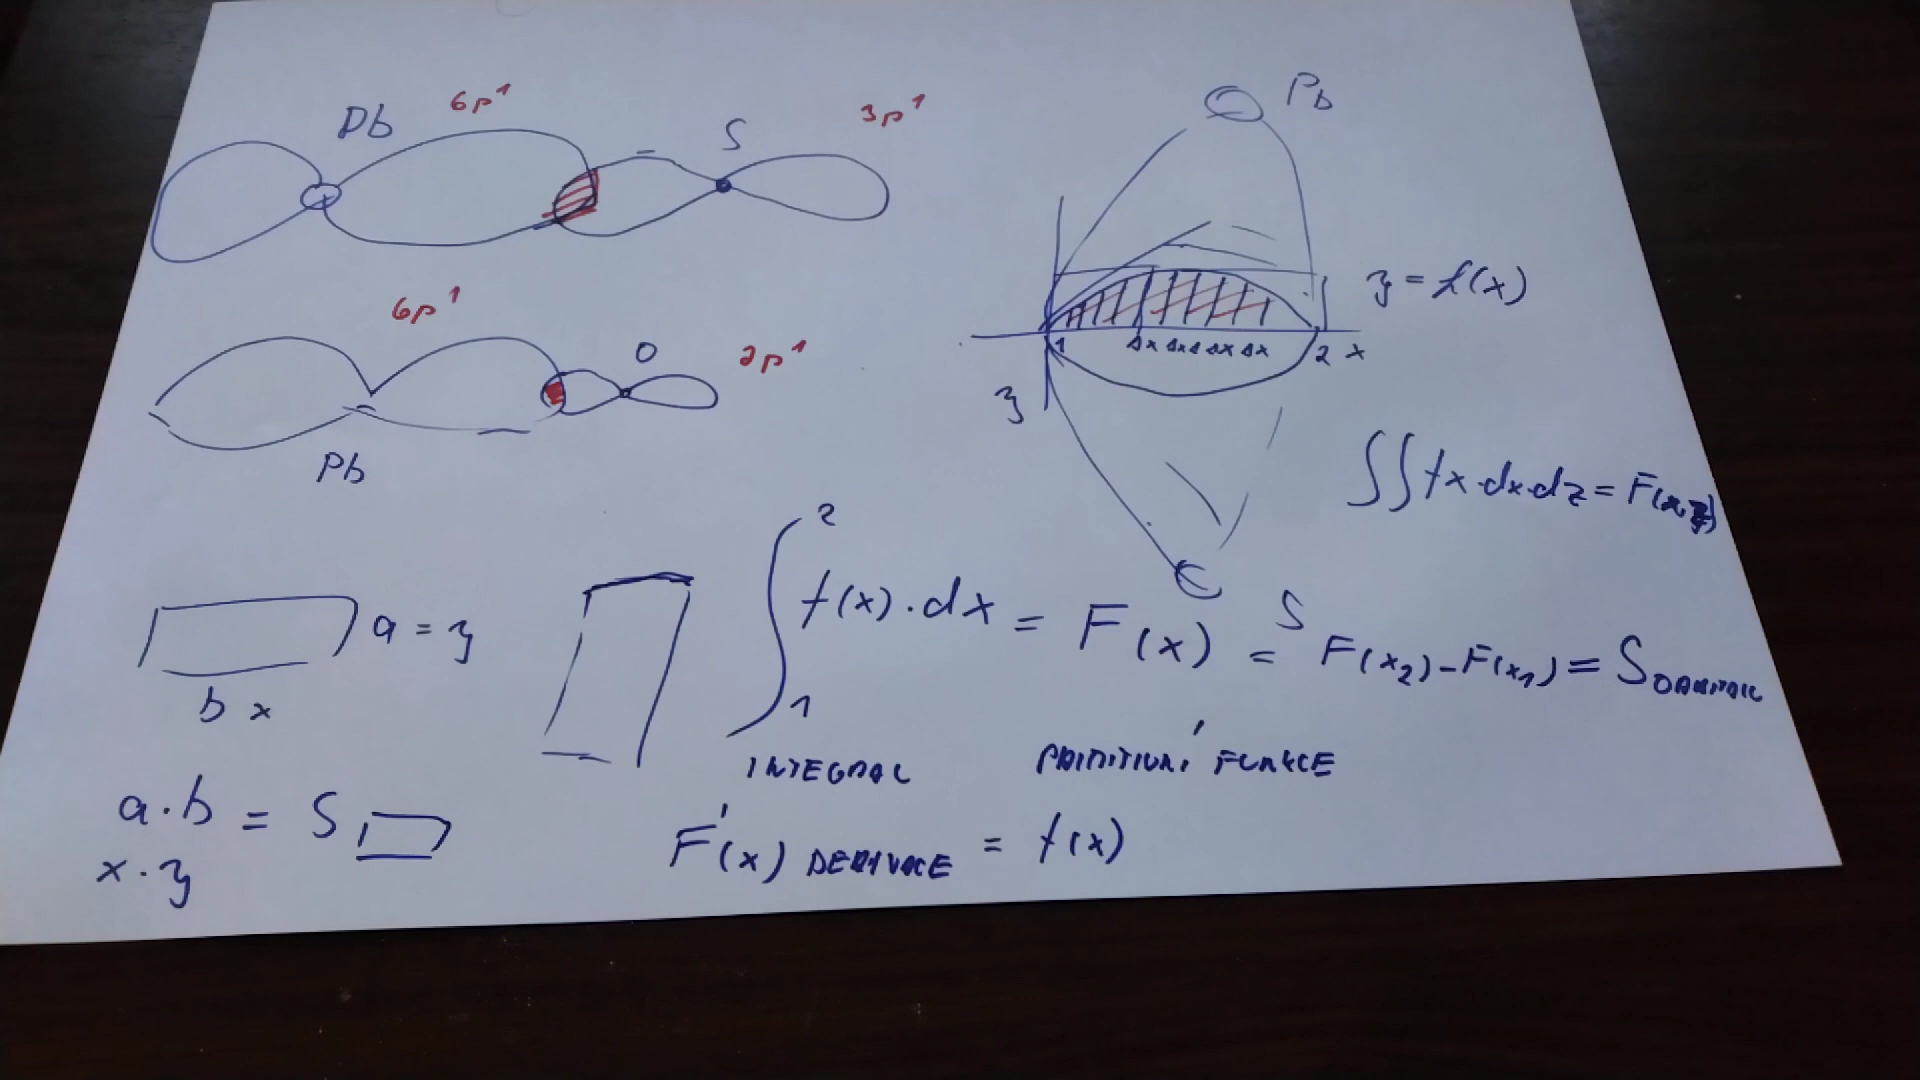 Pb 6p¹ S 3p¹
6p¹ O 2p¹
Pb
Pb
y = f(x)
1 Δx Δx Δx Δx 2 x
y
∫∫ fx.dx.dz = F(x,z)
S
a = y
b x
a.b = S
x.y
∫ 2 1 f(x).dx = F(x) = F(x₂)-F(x₁) = S
INTEGRAL PRIMITIVNÍ FUNKCE
F'(x) DERIVACE = f(x)